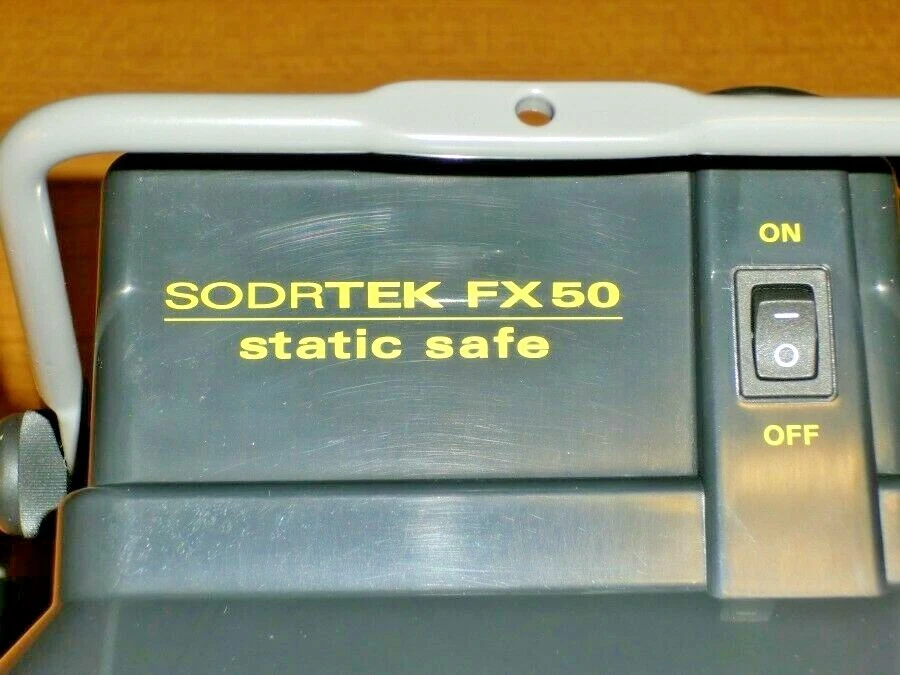 SODRTEK FX50
static safe
ON
OFF